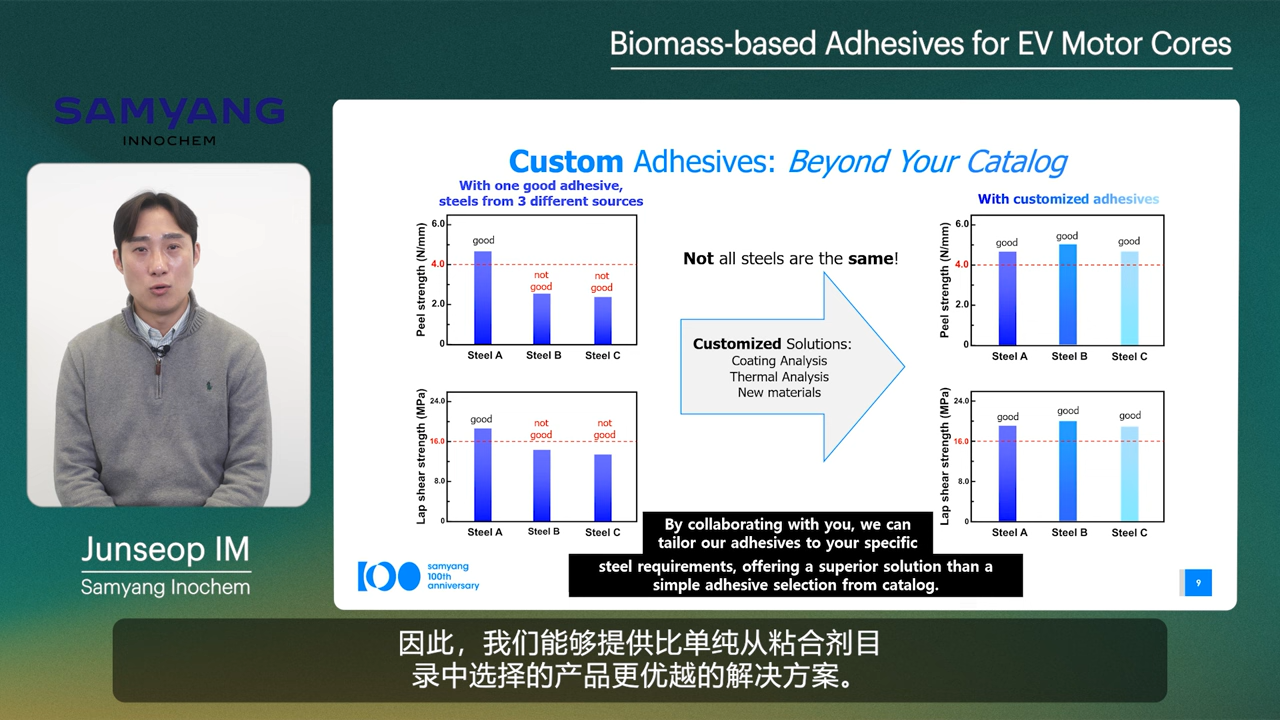 Biomass-based Adhesives for EV Motor Cores
SAMYANG
INNOCHEM
Junseop IM
Samyang Inochem
Custom Adhesives: Beyond Your Catalog
With one good adhesive,
steels from 3 different sources
Peel strength (N/mm)
6.0
4.0
2.0
0
good
not
good
not
good
Steel A
Steel B
Steel C
Lap shear strength (MPa)
24.0
16.0
8.0
0
good
not
good
not
good
Steel A
Steel B
Steel C
Not all steels are the same!
Customized Solutions:
Coating Analysis
Thermal Analysis
New materials
With customized adhesives
Peel strength (N/mm)
6.0
4.0
2.0
0
good
good
good
Steel A
Steel B
Steel C
Lap shear strength (MPa)
24.0
16.0
8.0
0
good
good
good
Steel A
Steel B
Steel C
By collaborating with you, we can
tailor our adhesives to your specific
steel requirements, offering a superior solution than a
simple adhesive selection from catalog.
100
samyang
100th
anniversary
9
因此，我们能够提供比单纯从粘合剂目
录中选择的产品更优越的解决方案。